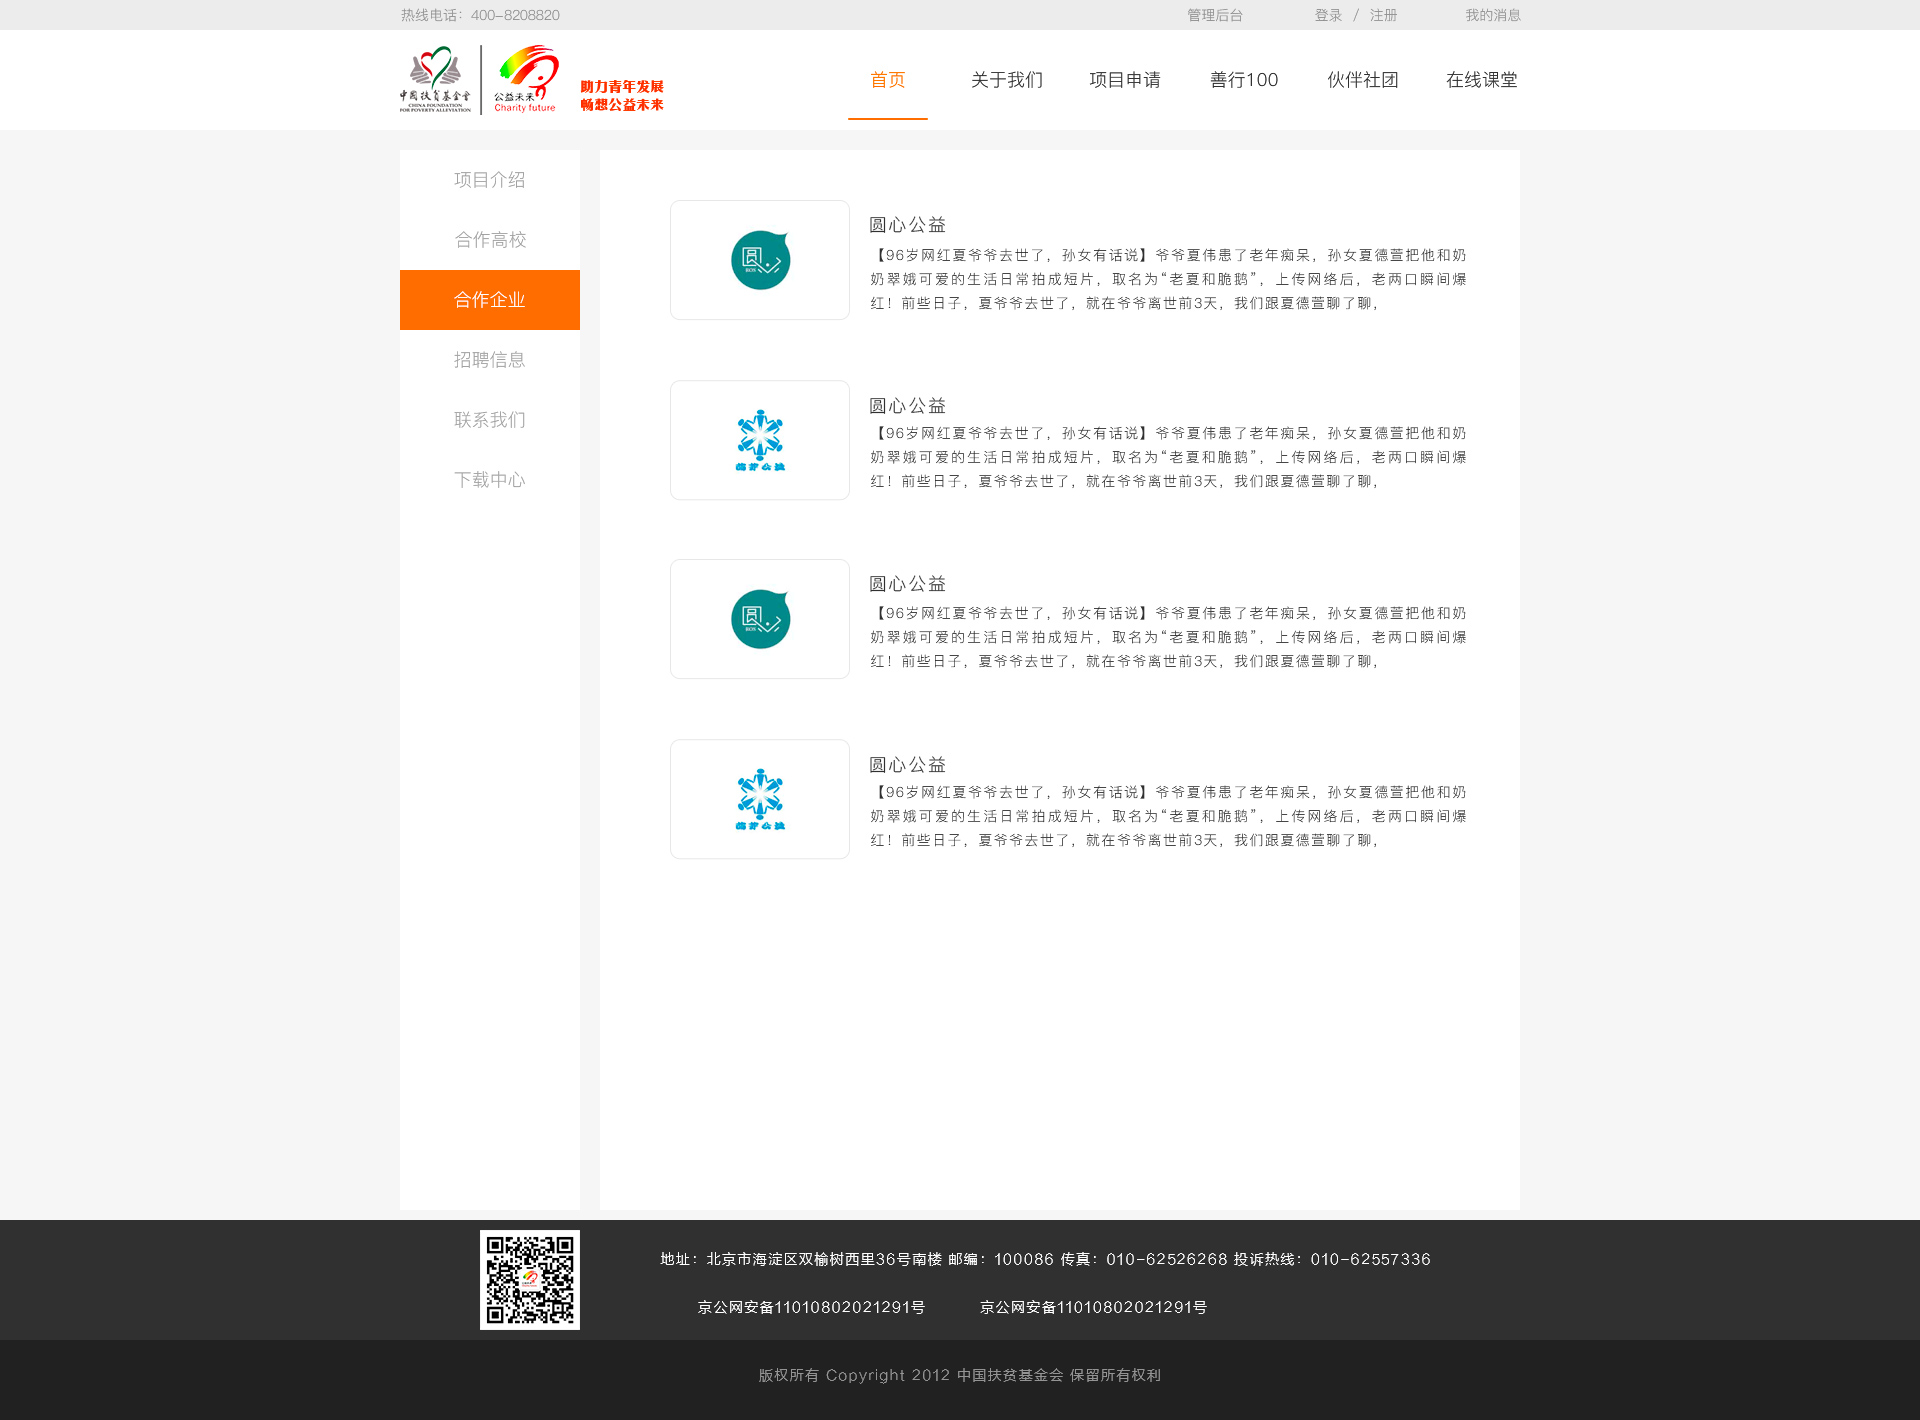 热线电话：400-8208820
管理后台
登录 / 注册
我的消息
中国扶贫基金会
CHINA FOUNDATION
FOR POVERTY ALLEVIATION
公益未来
Charity future
助力青年发展
畅想公益未来
首页
关于我们
项目申请
善行100
伙伴社团
在线课堂
项目介绍
合作高校
合作企业
招聘信息
联系我们
下载中心
圆
BOX
圆心公益
【96岁网红夏爷爷去世了，孙女有话说】爷爷夏伟患了老年痴呆，孙女夏德萱把他和奶
奶翠娥可爱的生活日常拍成短片，取名为“老夏和脆鹅”，上传网络后，老两口瞬间爆
红！前些日子，夏爷爷去世了，就在爷爷离世前3天，我们跟夏德萱聊了聊，
圆心公益
【96岁网红夏爷爷去世了，孙女有话说】爷爷夏伟患了老年痴呆，孙女夏德萱把他和奶
奶翠娥可爱的生活日常拍成短片，取名为“老夏和脆鹅”，上传网络后，老两口瞬间爆
红！前些日子，夏爷爷去世了，就在爷爷离世前3天，我们跟夏德萱聊了聊，
圆
BOX
圆心公益
【96岁网红夏爷爷去世了，孙女有话说】爷爷夏伟患了老年痴呆，孙女夏德萱把他和奶
奶翠娥可爱的生活日常拍成短片，取名为“老夏和脆鹅”，上传网络后，老两口瞬间爆
红！前些日子，夏爷爷去世了，就在爷爷离世前3天，我们跟夏德萱聊了聊，
圆心公益
【96岁网红夏爷爷去世了，孙女有话说】爷爷夏伟患了老年痴呆，孙女夏德萱把他和奶
奶翠娥可爱的生活日常拍成短片，取名为“老夏和脆鹅”，上传网络后，老两口瞬间爆
红！前些日子，夏爷爷去世了，就在爷爷离世前3天，我们跟夏德萱聊了聊，
地址：北京市海淀区双榆树西里36号南楼 邮编：100086 传真：010-62526268 投诉热线：010-62557336
京公网安备11010802021291号
京公网安备11010802021291号
版权所有 Copyright 2012 中国扶贫基金会 保留所有权利